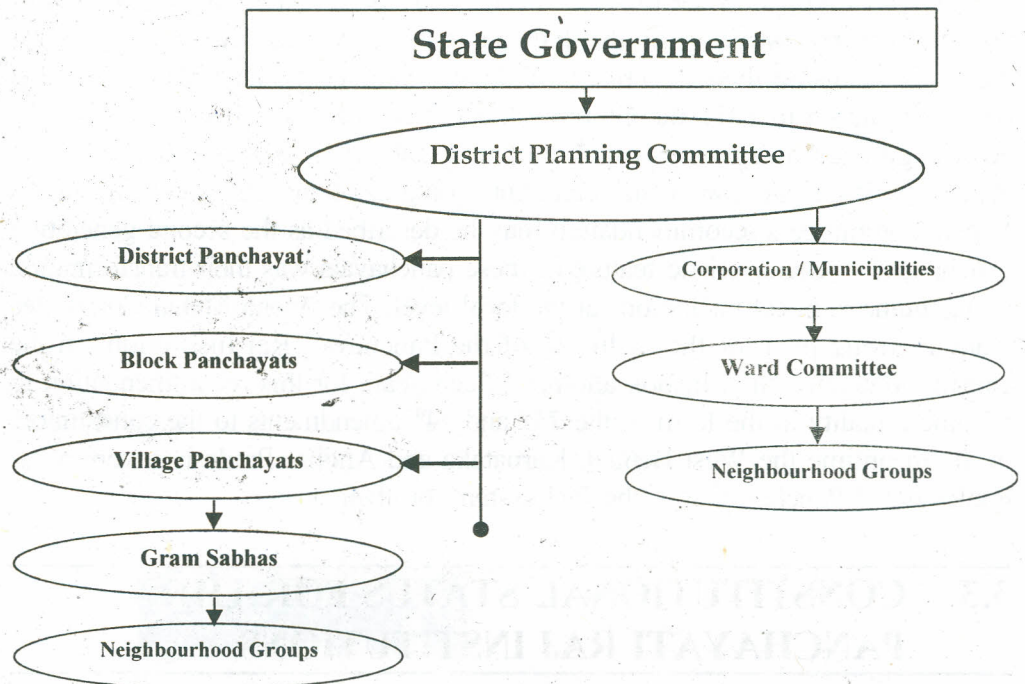 State Government
District Planning Committee
District Panchayat
Block Panchayats
Village Panchayats
Gram Sabhas
Neighbourhood Groups
Corporation / Municipalities
Ward Committee
Neighbourhood Groups